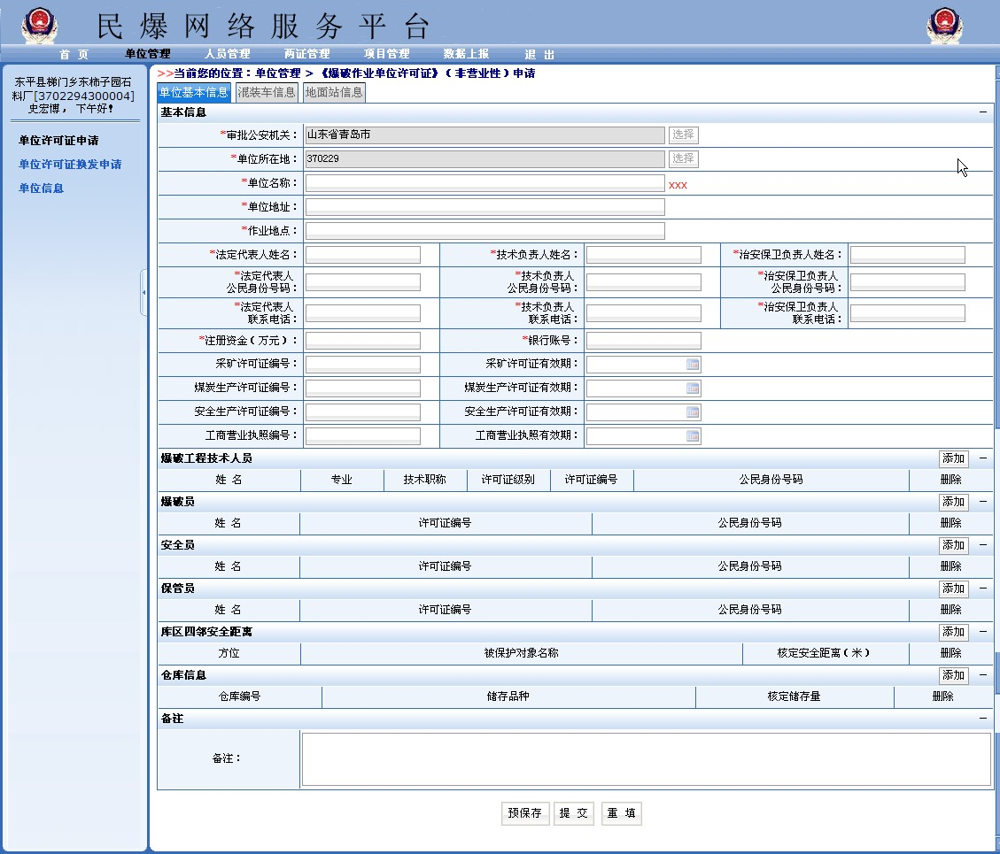 民爆网络服务平台
首 页 单位管理 人员管理 两证管理 项目管理 数据上报 退 出
东平县梯门乡东柿子园石
料厂[3702294300004]
史宏博， 下午好!
单位许可证申请
单位许可证换发申请
单位信息
>>当前您的位置：单位管理 > 《爆破作业单位许可证》（非营业性）申请
单位基本信息 混装车信息 地面站信息
基本信息
*审批公安机关： 山东省青岛市 选择
*单位所在地： 370229 选择
*单位名称： xxx
*单位地址：
*作业地点：
*法定代表人姓名： *技术负责人姓名： *治安保卫负责人姓名：
*法定代表人
公民身份号码： *技术负责人
公民身份号码： *治安保卫负责人
公民身份号码：
*法定代表人
联系电话： *技术负责人
联系电话： *治安保卫负责人
联系电话：
*注册资金（万元）： *银行账号：
采矿许可证编号： 采矿许可证有效期：
煤炭生产许可证编号： 煤炭生产许可证有效期：
安全生产许可证编号： 安全生产许可证有效期：
工商营业执照编号： 工商营业执照有效期：
爆破工程技术人员 添加
姓 名 专业 技术职称 许可证级别 许可证编号 公民身份号码 删除
爆破员 添加
姓 名 许可证编号 公民身份号码 删除
安全员 添加
姓 名 许可证编号 公民身份号码 删除
保管员 添加
姓 名 许可证编号 公民身份号码 删除
库区四邻安全距离 添加
方位 被保护对象名称 核定安全距离（米） 删除
仓库信息 添加
仓库编号 储存品种 核定储存量 删除
备注
备注：
预保存 提 交 重 填